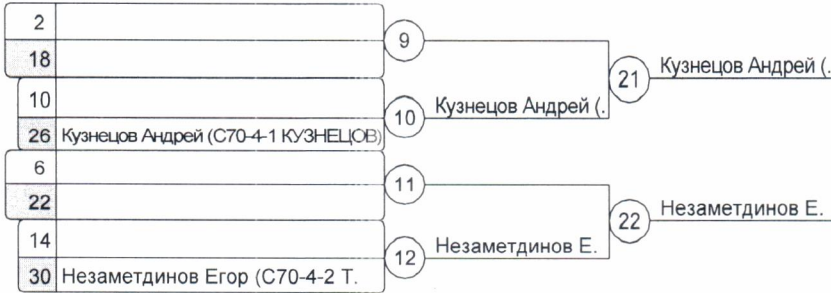 2
9
18
21 Кузнецов Андрей (.
10
10 Кузнецов Андрей (.
26 Кузнецов Андрей (С70-4-1 КУЗНЕЦОВ)
6
11
22
22 Незаметдинов Е.
14
12 Незаметдинов Е.
30 Незаметдинов Егор (С70-4-2 Т.